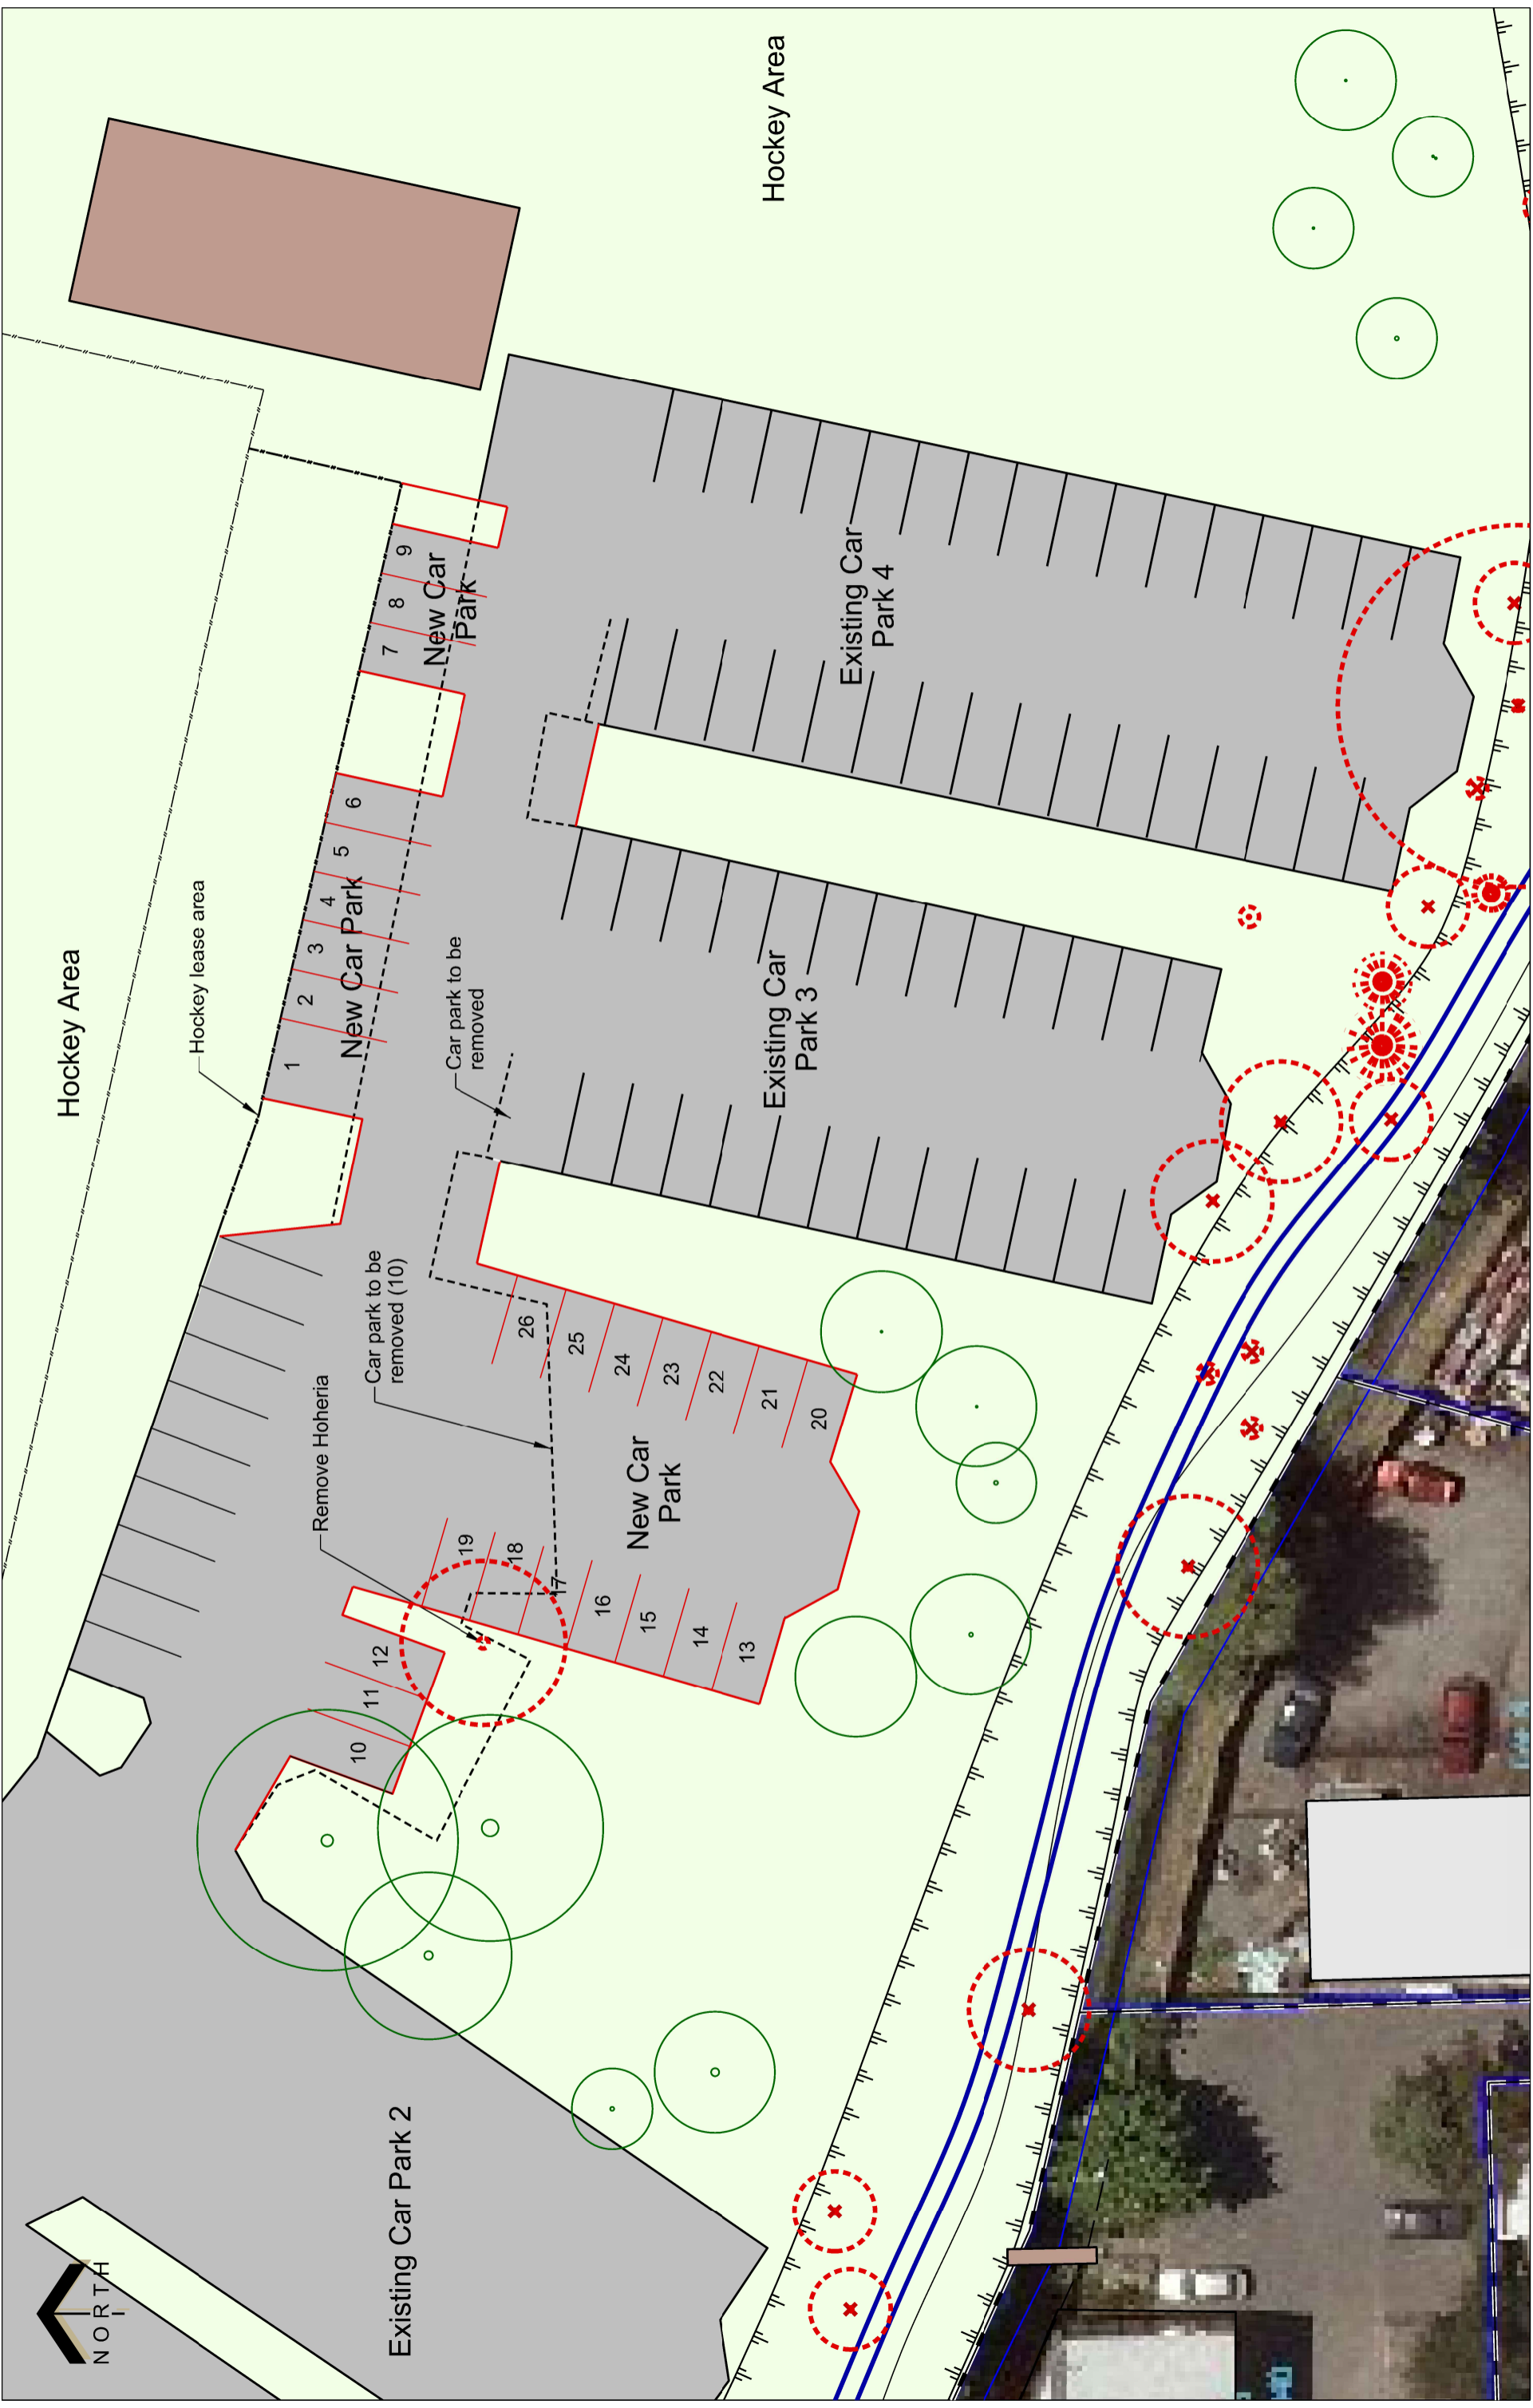 Hockey Area
Hockey Area
Hockey lease area
9
8
7
New Car
Park
6
5
4
3
2
1
New Car Park
Existing Car
Park 4
Car park to be
removed
Existing Car
Park 3
Car park to be
removed (10)
Remove Hoheria
26
25
24
23
22
21
20
New Car
Park
19
18
17
16
15
14
13
12
11
10
Existing Car Park 2
NORTH